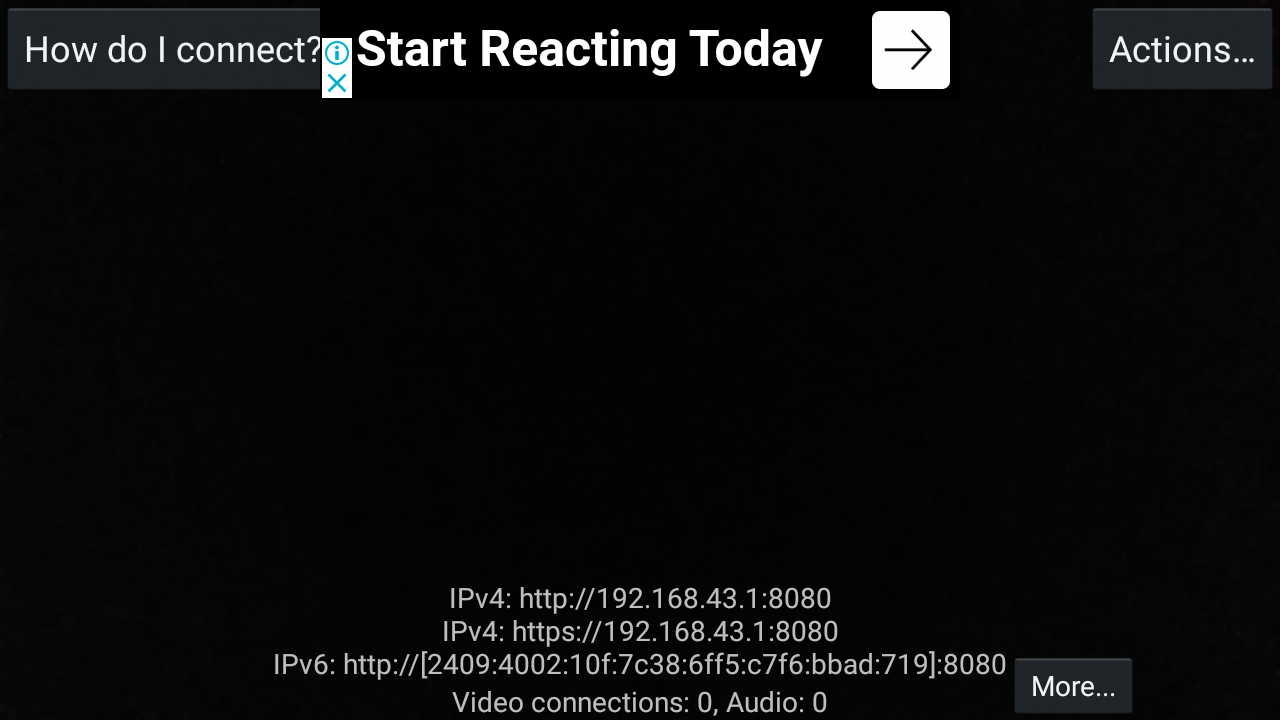 How do I connect?
Start Reacting Today
Actions...
IPv4: http://192.168.43.1:8080
IPv4: https://192.168.43.1:8080
IPv6: http://[2409:4002:10f:7c38:6ff5:c7f6:bbad:719]:8080
More...
Video connections: 0, Audio: 0